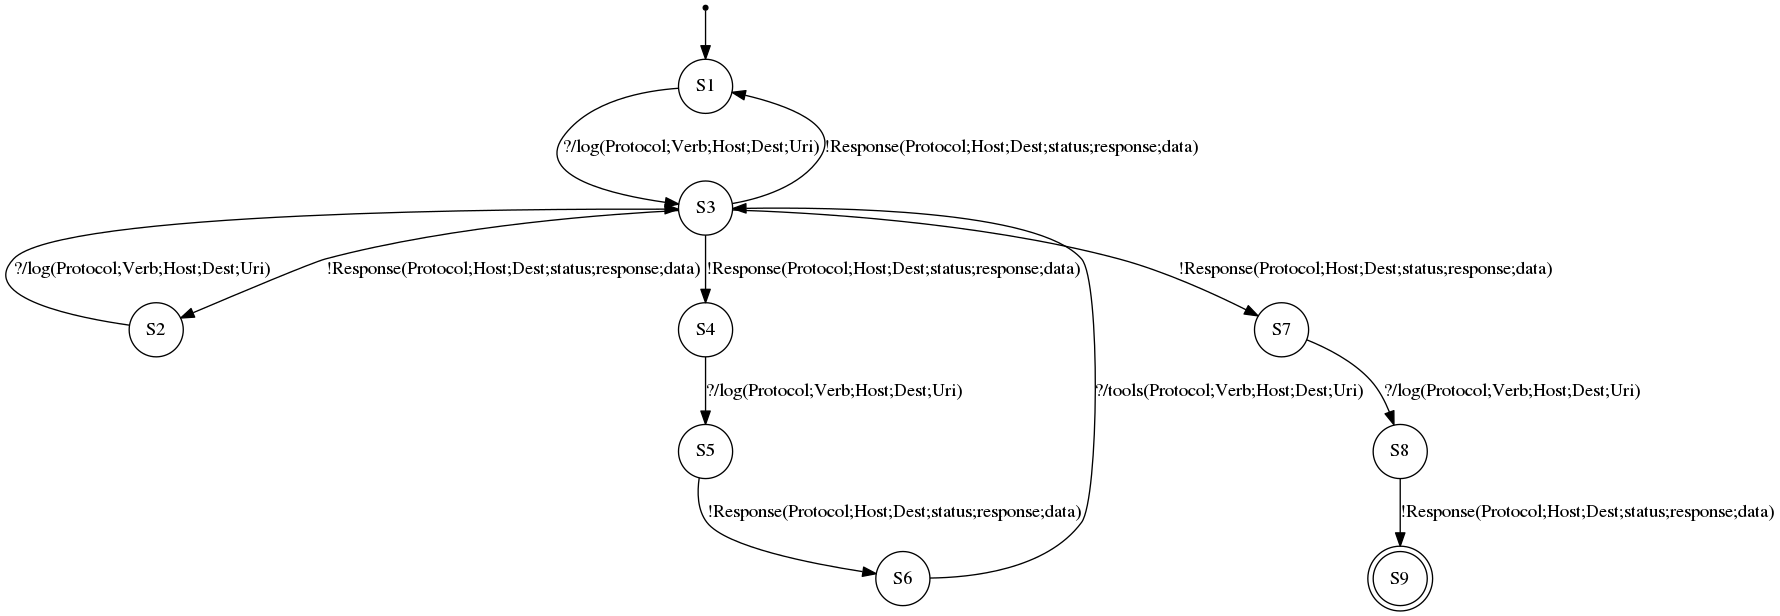 S1
?/log(Protocol;Verb;Host;Dest;Uri)
!Response(Protocol;Host;Dest;status;response;data)
S3
?/log(Protocol;Verb;Host;Dest;Uri)
!Response(Protocol;Host;Dest;status;response;data)
!Response(Protocol;Host;Dest;status;response;data)
!Response(Protocol;Host;Dest;status;response;data)
S2
S4
S7
?/log(Protocol;Verb;Host;Dest;Uri)
?/tools(Protocol;Verb;Host;Dest;Uri)
?/log(Protocol;Verb;Host;Dest;Uri)
S5
S8
!Response(Protocol;Host;Dest;status;response;data)
!Response(Protocol;Host;Dest;status;response;data)
S6
S9